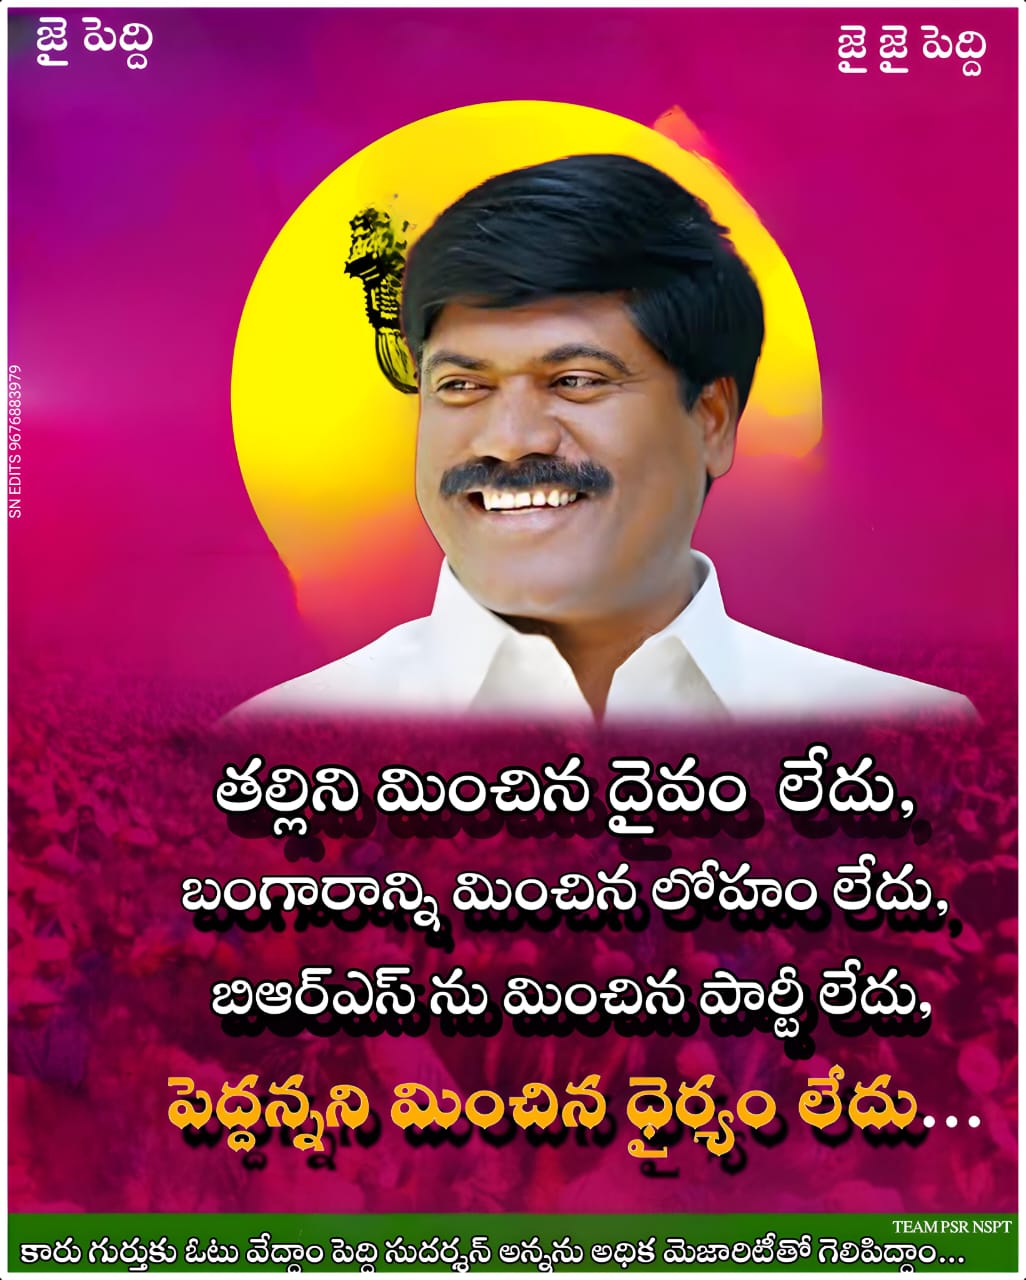 జై పెద్ది
జై జై పెద్ది
SN EDITS 9676883979
తల్లిని మించిన దైవం లేదు,
బంగారాన్ని మించిన లోహం లేదు,
బిఆర్ఎస్ ను మించిన పార్టీ లేదు,
పెద్దన్నని మించిన ధైర్యం లేదు...
TEAM PSR NSPT
కారు గుర్తుకు ఓటు వేద్దాం పెద్ది సుదర్శన్ అన్నను అధిక మెజారిటీతో గెలిపిద్దాం...